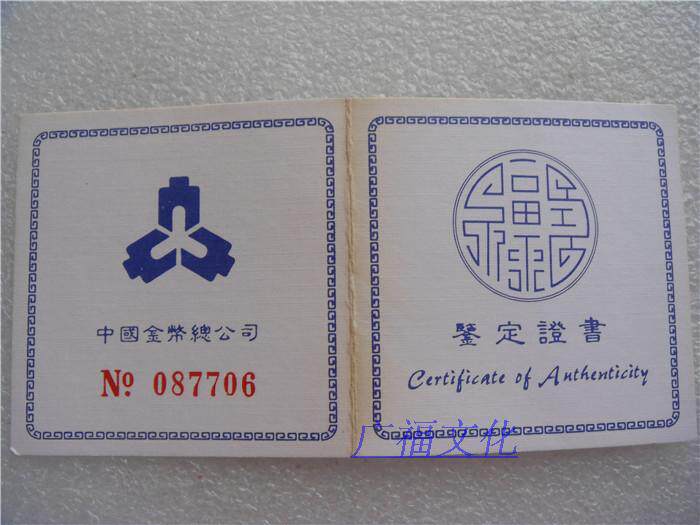 中國金幣總公司
№ 087706
鑒定證書
Certificate of Authenticity
广福文化